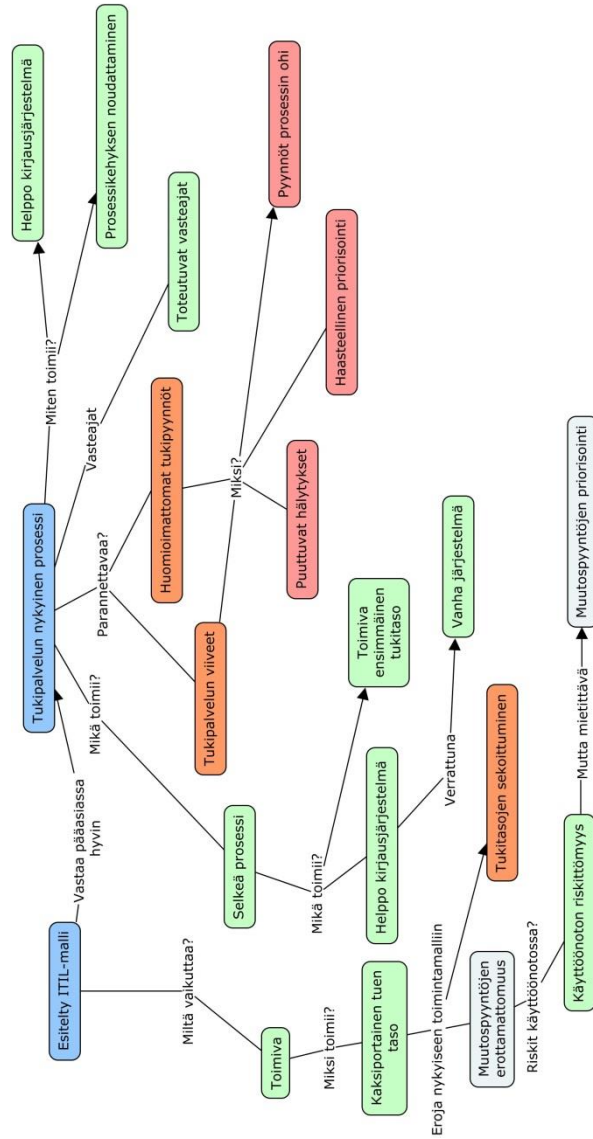 Esitelty ITIL-malli
Vastaa pääasiassa
hyvin
Tukipalvelun nykyinen prosessi
Miten toimii?
Helppo kirjausjärjestelmä
Prosessikehyksen noudattaminen
Vasteajat
Toteutuvat vasteajat
Parannettavaa?
Huomioimattomat tukipyynnöt
Tukipalvelun viiveet
Miksi?
Pyynnöt prosessin ohi
Haasteellinen priorisointi
Puuttuvat hälytykset
Mikä toimii?
Selkeä prosessi
Mikä toimii?
Toimiva
ensimmäinen
tukitaso
Helppo kirjausjärjestelmä
Verrattuna
Vanha järjestelmä
Miltä vaikuttaa?
Toimiva
Miksi toimii?
Kaksiportainen tuen
taso
Eroja nykyiseen toimintamalliin
Tukitasojen sekoittuminen
Muutospyyntöjen
erottamattomuus
Riskit käyttöönotossa?
Käyttöönoton riskittömyys
Mutta mietittävä
Muutospyyntöjen priorisointi